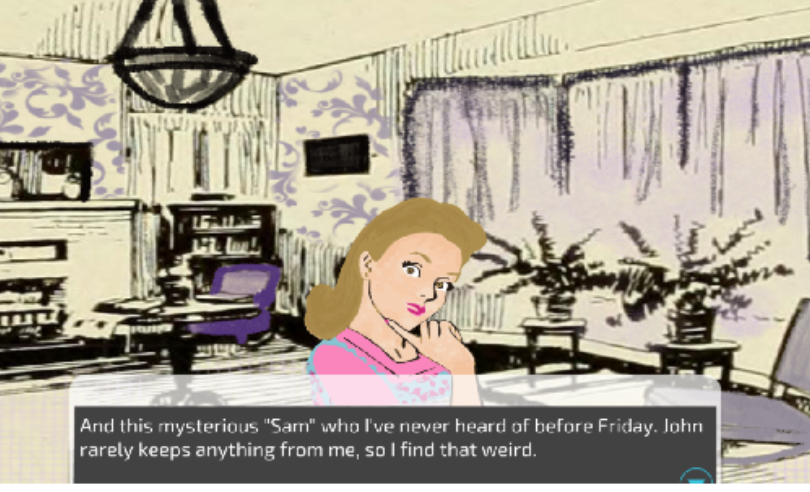 And this mysterious "Sam" who I've never heard of before Friday. John
rarely keeps anything from me, so I find that weird.